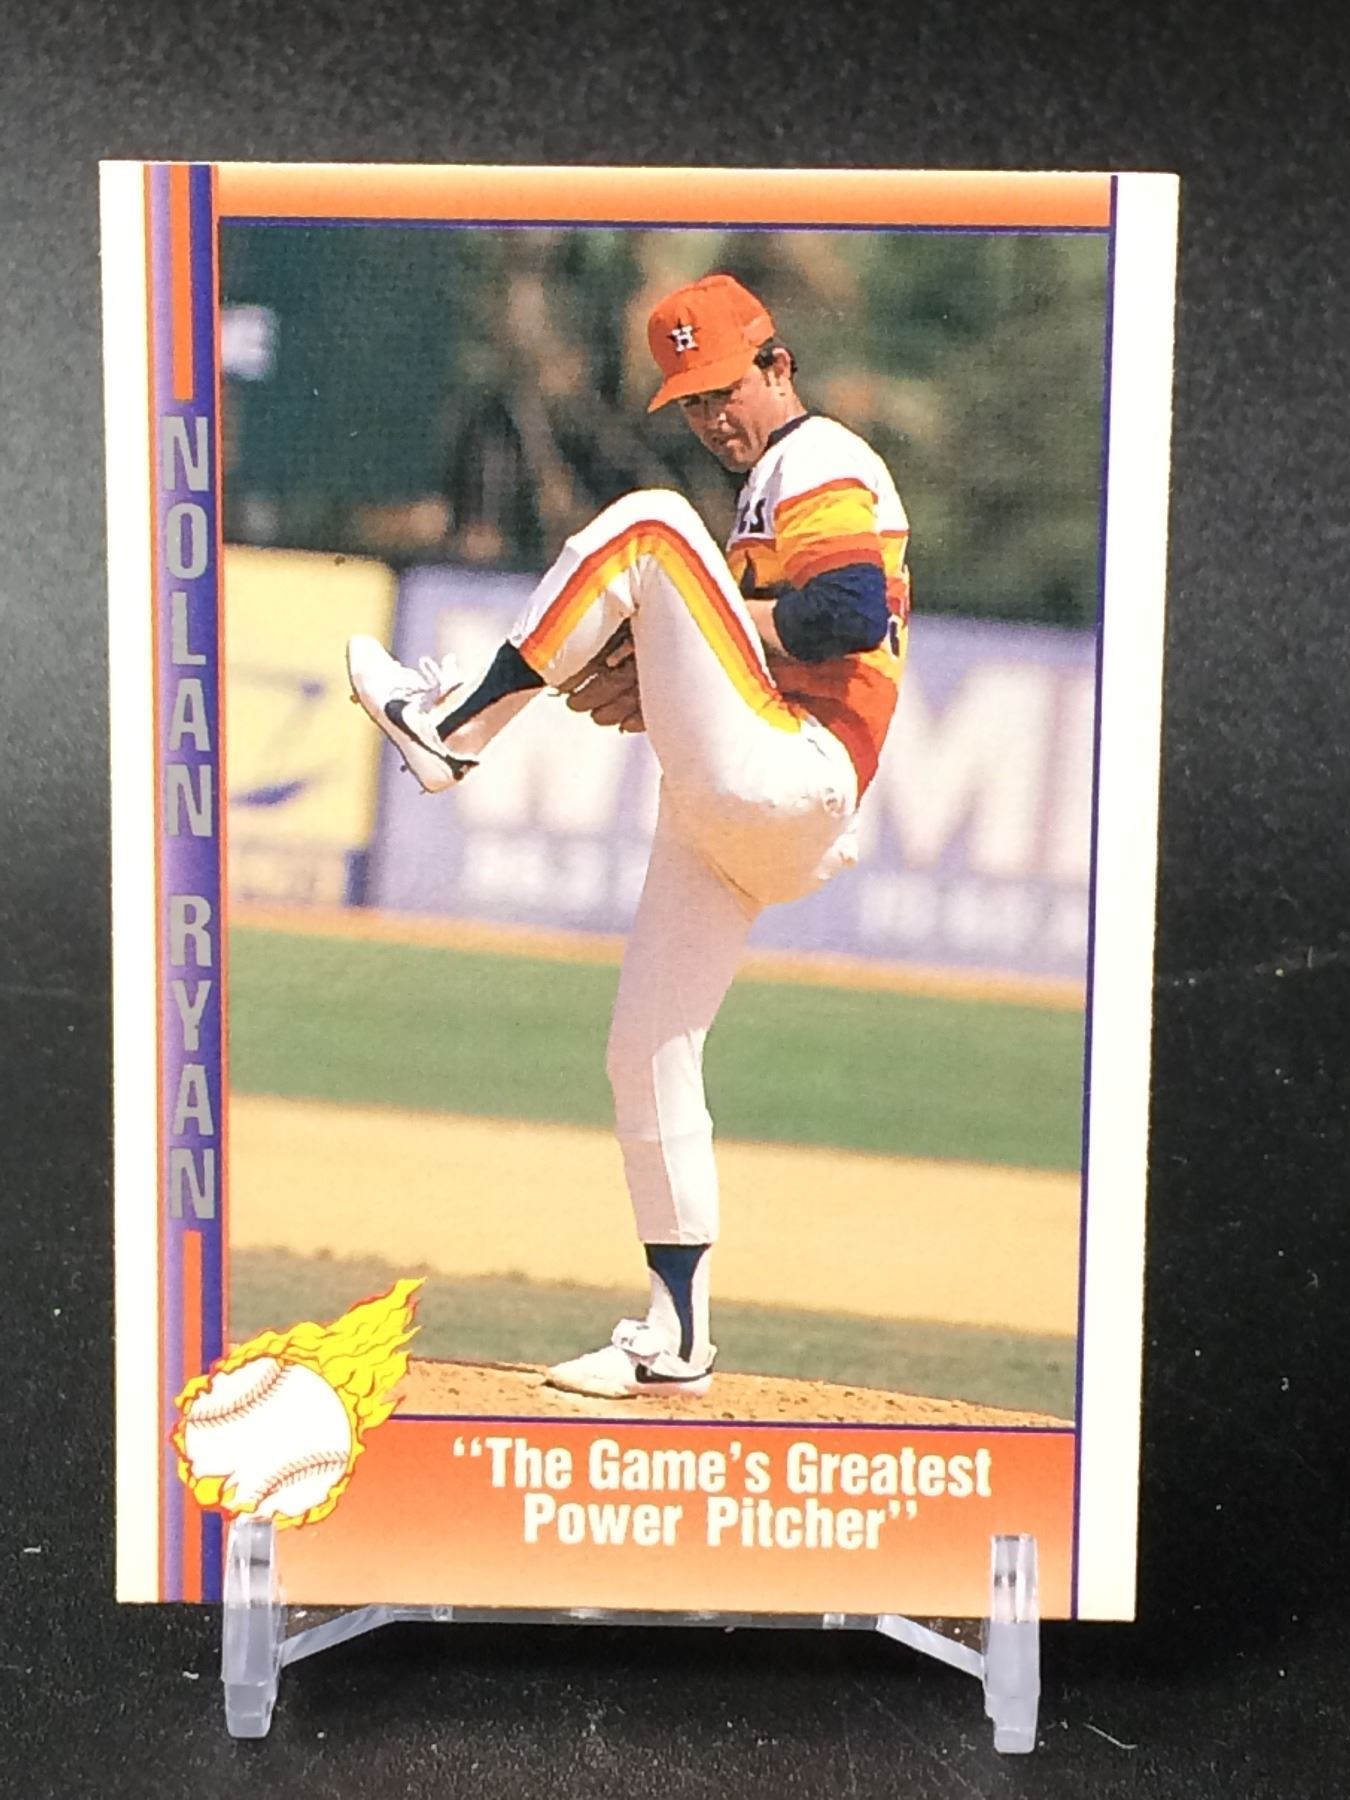 NOLAN RYAN
H
"The Game's Greatest
Power Pitcher"